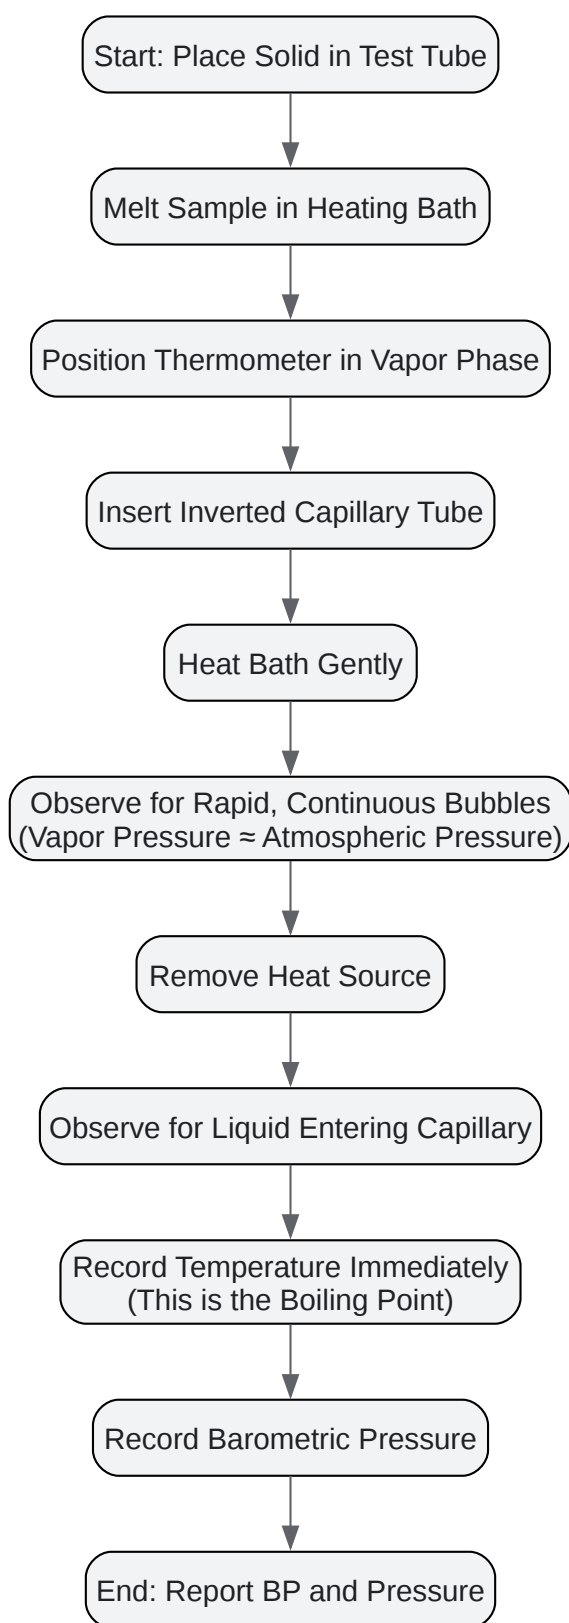 Start: Place Solid in Test Tube
Melt Sample in Heating Bath
Position Thermometer in Vapor Phase
Insert Inverted Capillary Tube
Heat Bath Gently
Observe for Rapid, Continuous Bubbles
(Vapor Pressure ≈ Atmospheric Pressure)
Remove Heat Source
Observe for Liquid Entering Capillary
Record Temperature Immediately
(This is the Boiling Point)
Record Barometric Pressure
End: Report BP and Pressure